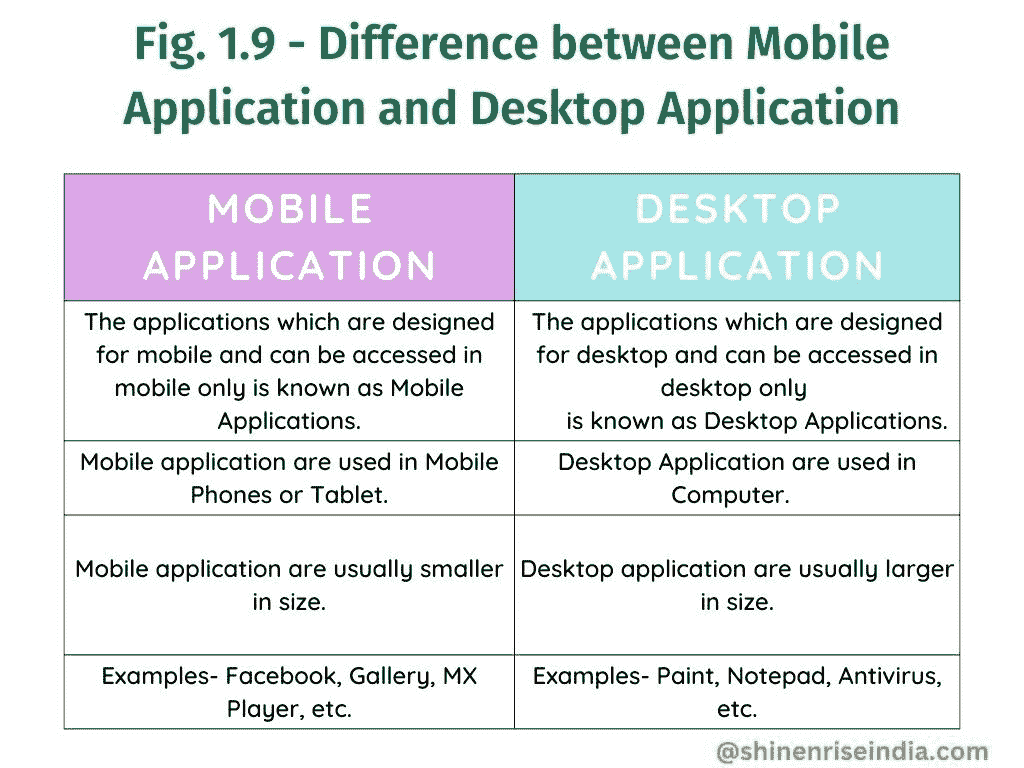 Fig. 1.9 - Difference between Mobile
Application and Desktop Application
MOBILE
APPLICATION
DESKTOP
APPLICATION
The applications which are designed
for mobile and can be accessed in
mobile only is known as Mobile
Applications.
The applications which are designed
for desktop and can be accessed in
desktop only
is known as Desktop Applications.
Mobile application are used in Mobile
Phones or Tablet.
Desktop Application are used in
Computer.
Mobile application are usually smaller
in size.
Desktop application are usually larger
in size.
Examples- Facebook, Gallery, MX
Player, etc.
Examples- Paint, Notepad, Antivirus,
etc.
@shinenriseindia.com